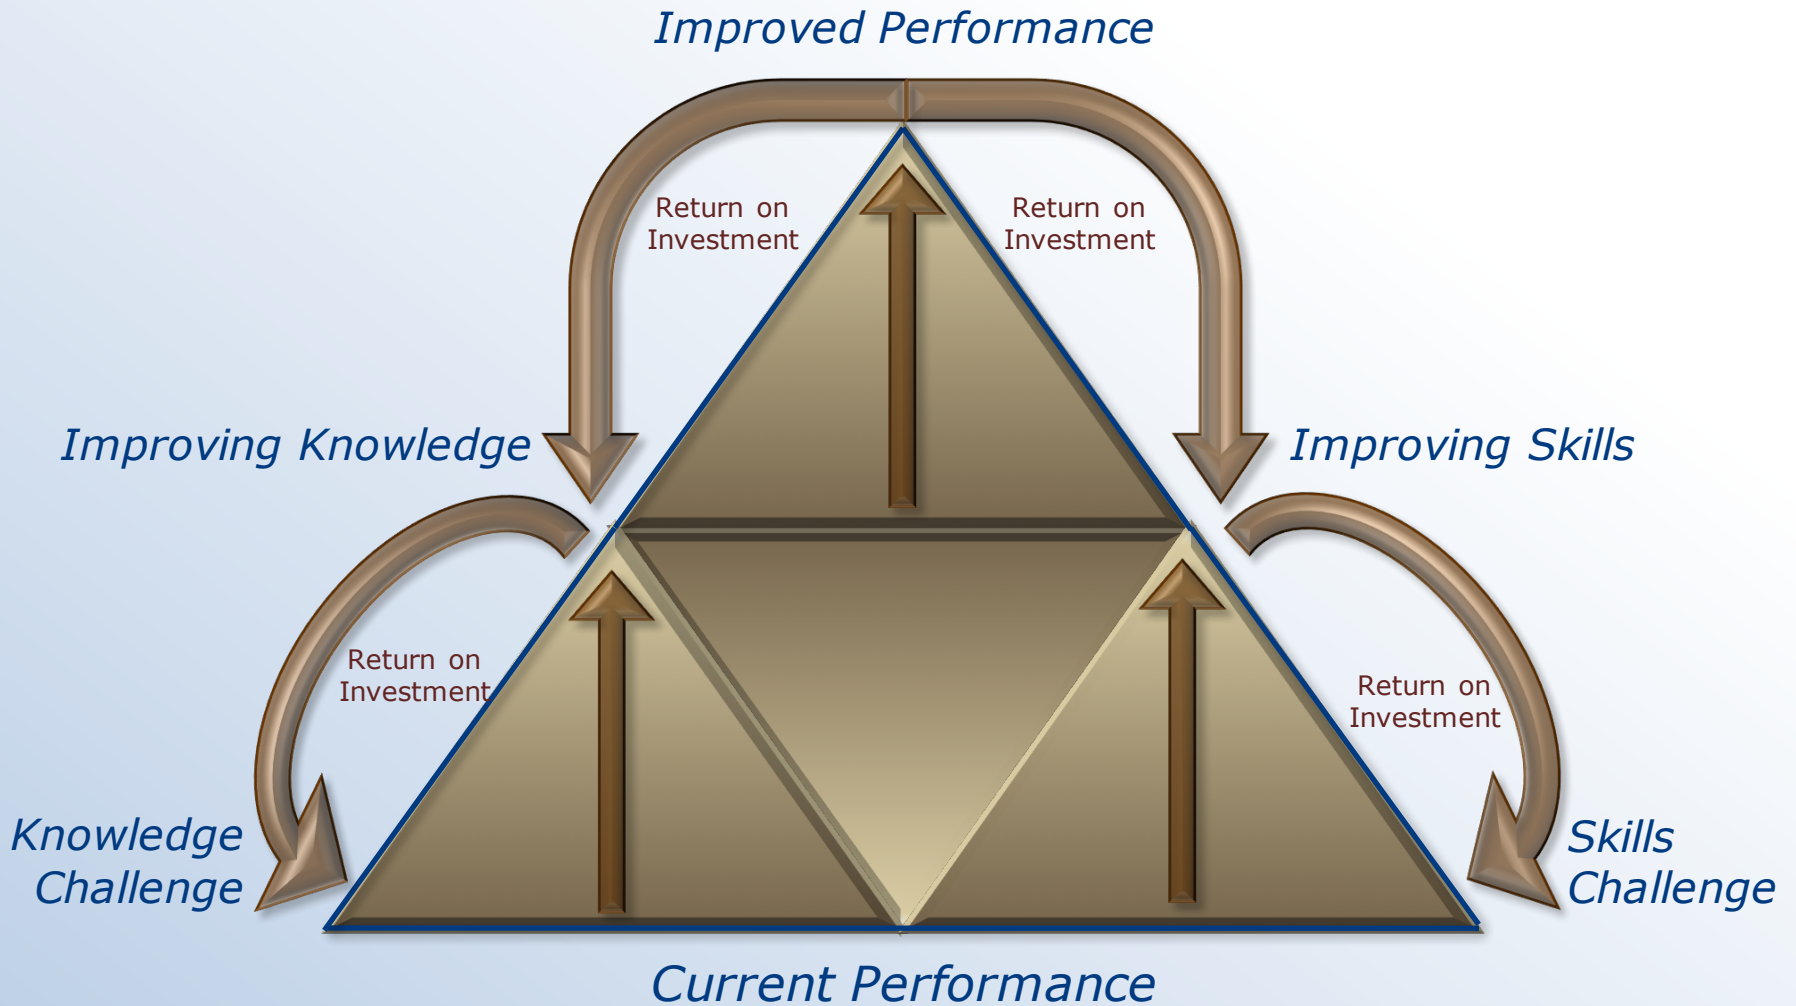 Improved Performance
Return on
Investment
Return on
Investment
Improving Knowledge
Improving Skills
Return on
Investment
Return on
Investment
Knowledge
Challenge
Skills
Challenge
Current Performance